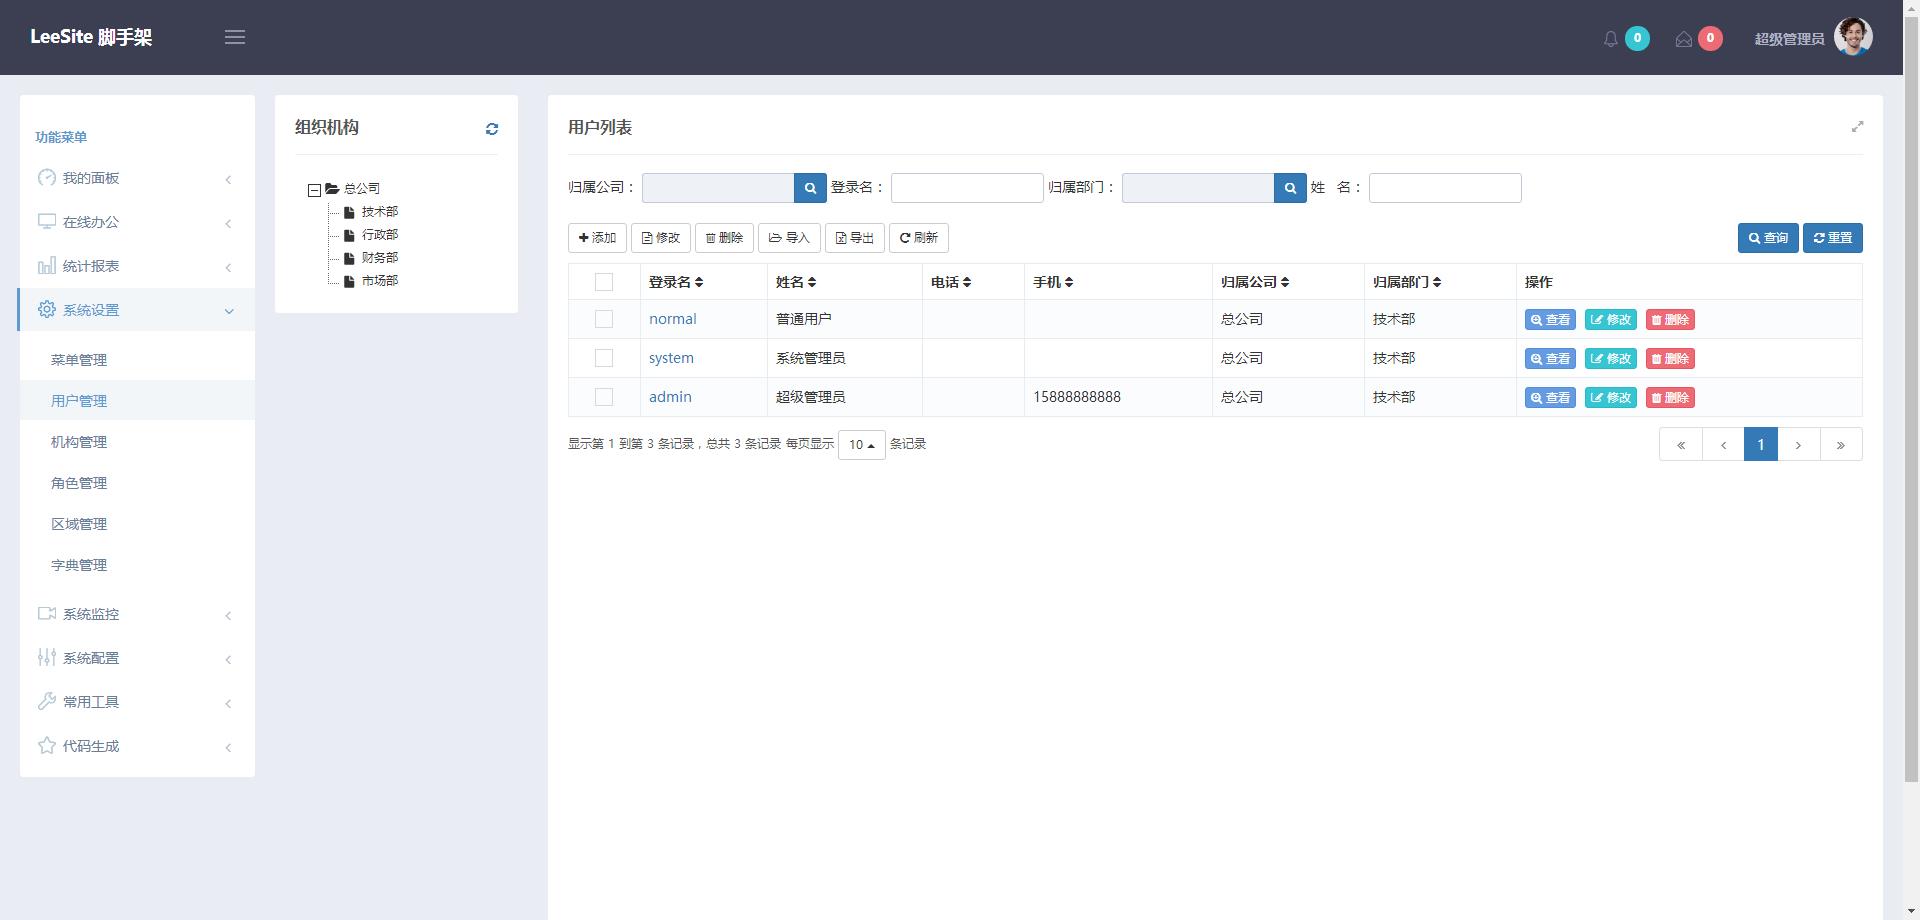 LeeSite 脚手架
0
0
超级管理员
功能菜单
我的面板
在线办公
统计报表
系统设置
菜单管理
用户管理
机构管理
角色管理
区域管理
字典管理
系统监控
系统配置
常用工具
代码生成
组织机构
总公司
技术部
行政部
财务部
市场部
用户列表
归属公司： 登录名： 归属部门： 姓 名：
添加 修改 删除 导入 导出 刷新 查询 重置
登录名 姓名 电话 手机 归属公司 归属部门 操作
normal 普通用户 总公司 技术部 查看 修改 删除
system 系统管理员 总公司 技术部 查看 修改 删除
admin 超级管理员 15888888888 总公司 技术部 查看 修改 删除
显示第 1 到第 3 条记录，总共 3 条记录 每页显示 10 条记录
« ‹ 1 › »